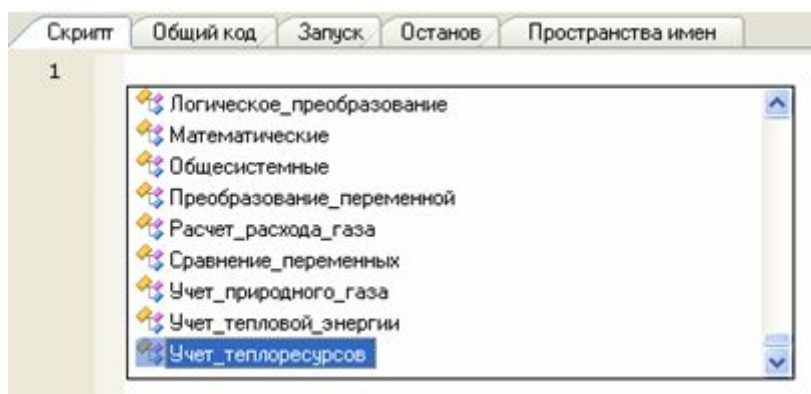 Скрипт Общий код Запуск Останов Пространства имен
1
Логическое_преобразование
Математические
Общесистемные
Преобразование_переменной
Расчет_расхода_газа
Сравнение_переменных
Учет_природного_газа
Учет_тепловой_энергии
Учет_теплоресурсов